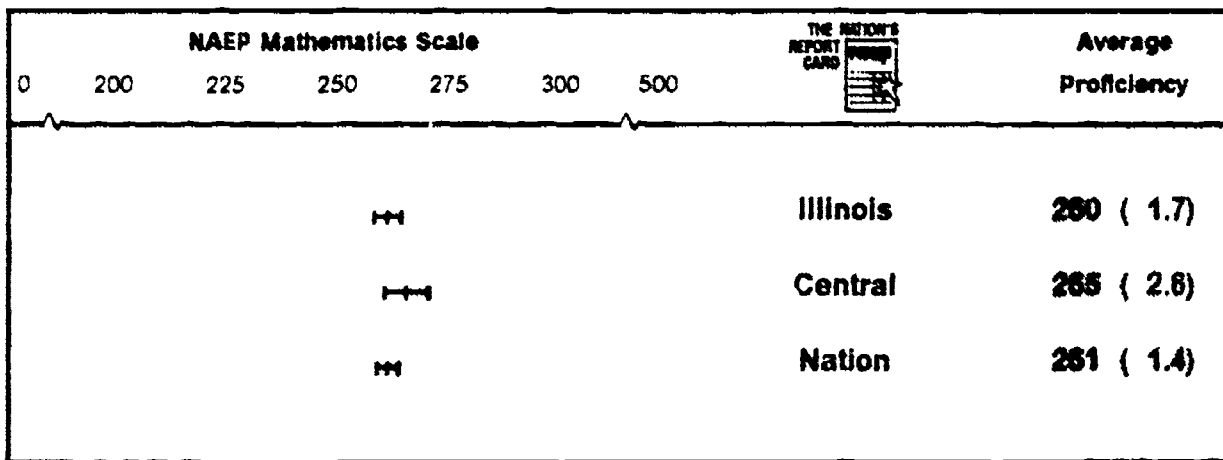 NAEP Mathematics Scale
0 200 225 250 275 300 500
THE NATION'S
REPORT
CARD
Average
Proficiency
Illinois 260 ( 1.7)
Central 265 ( 2.6)
Nation 261 ( 1.4)